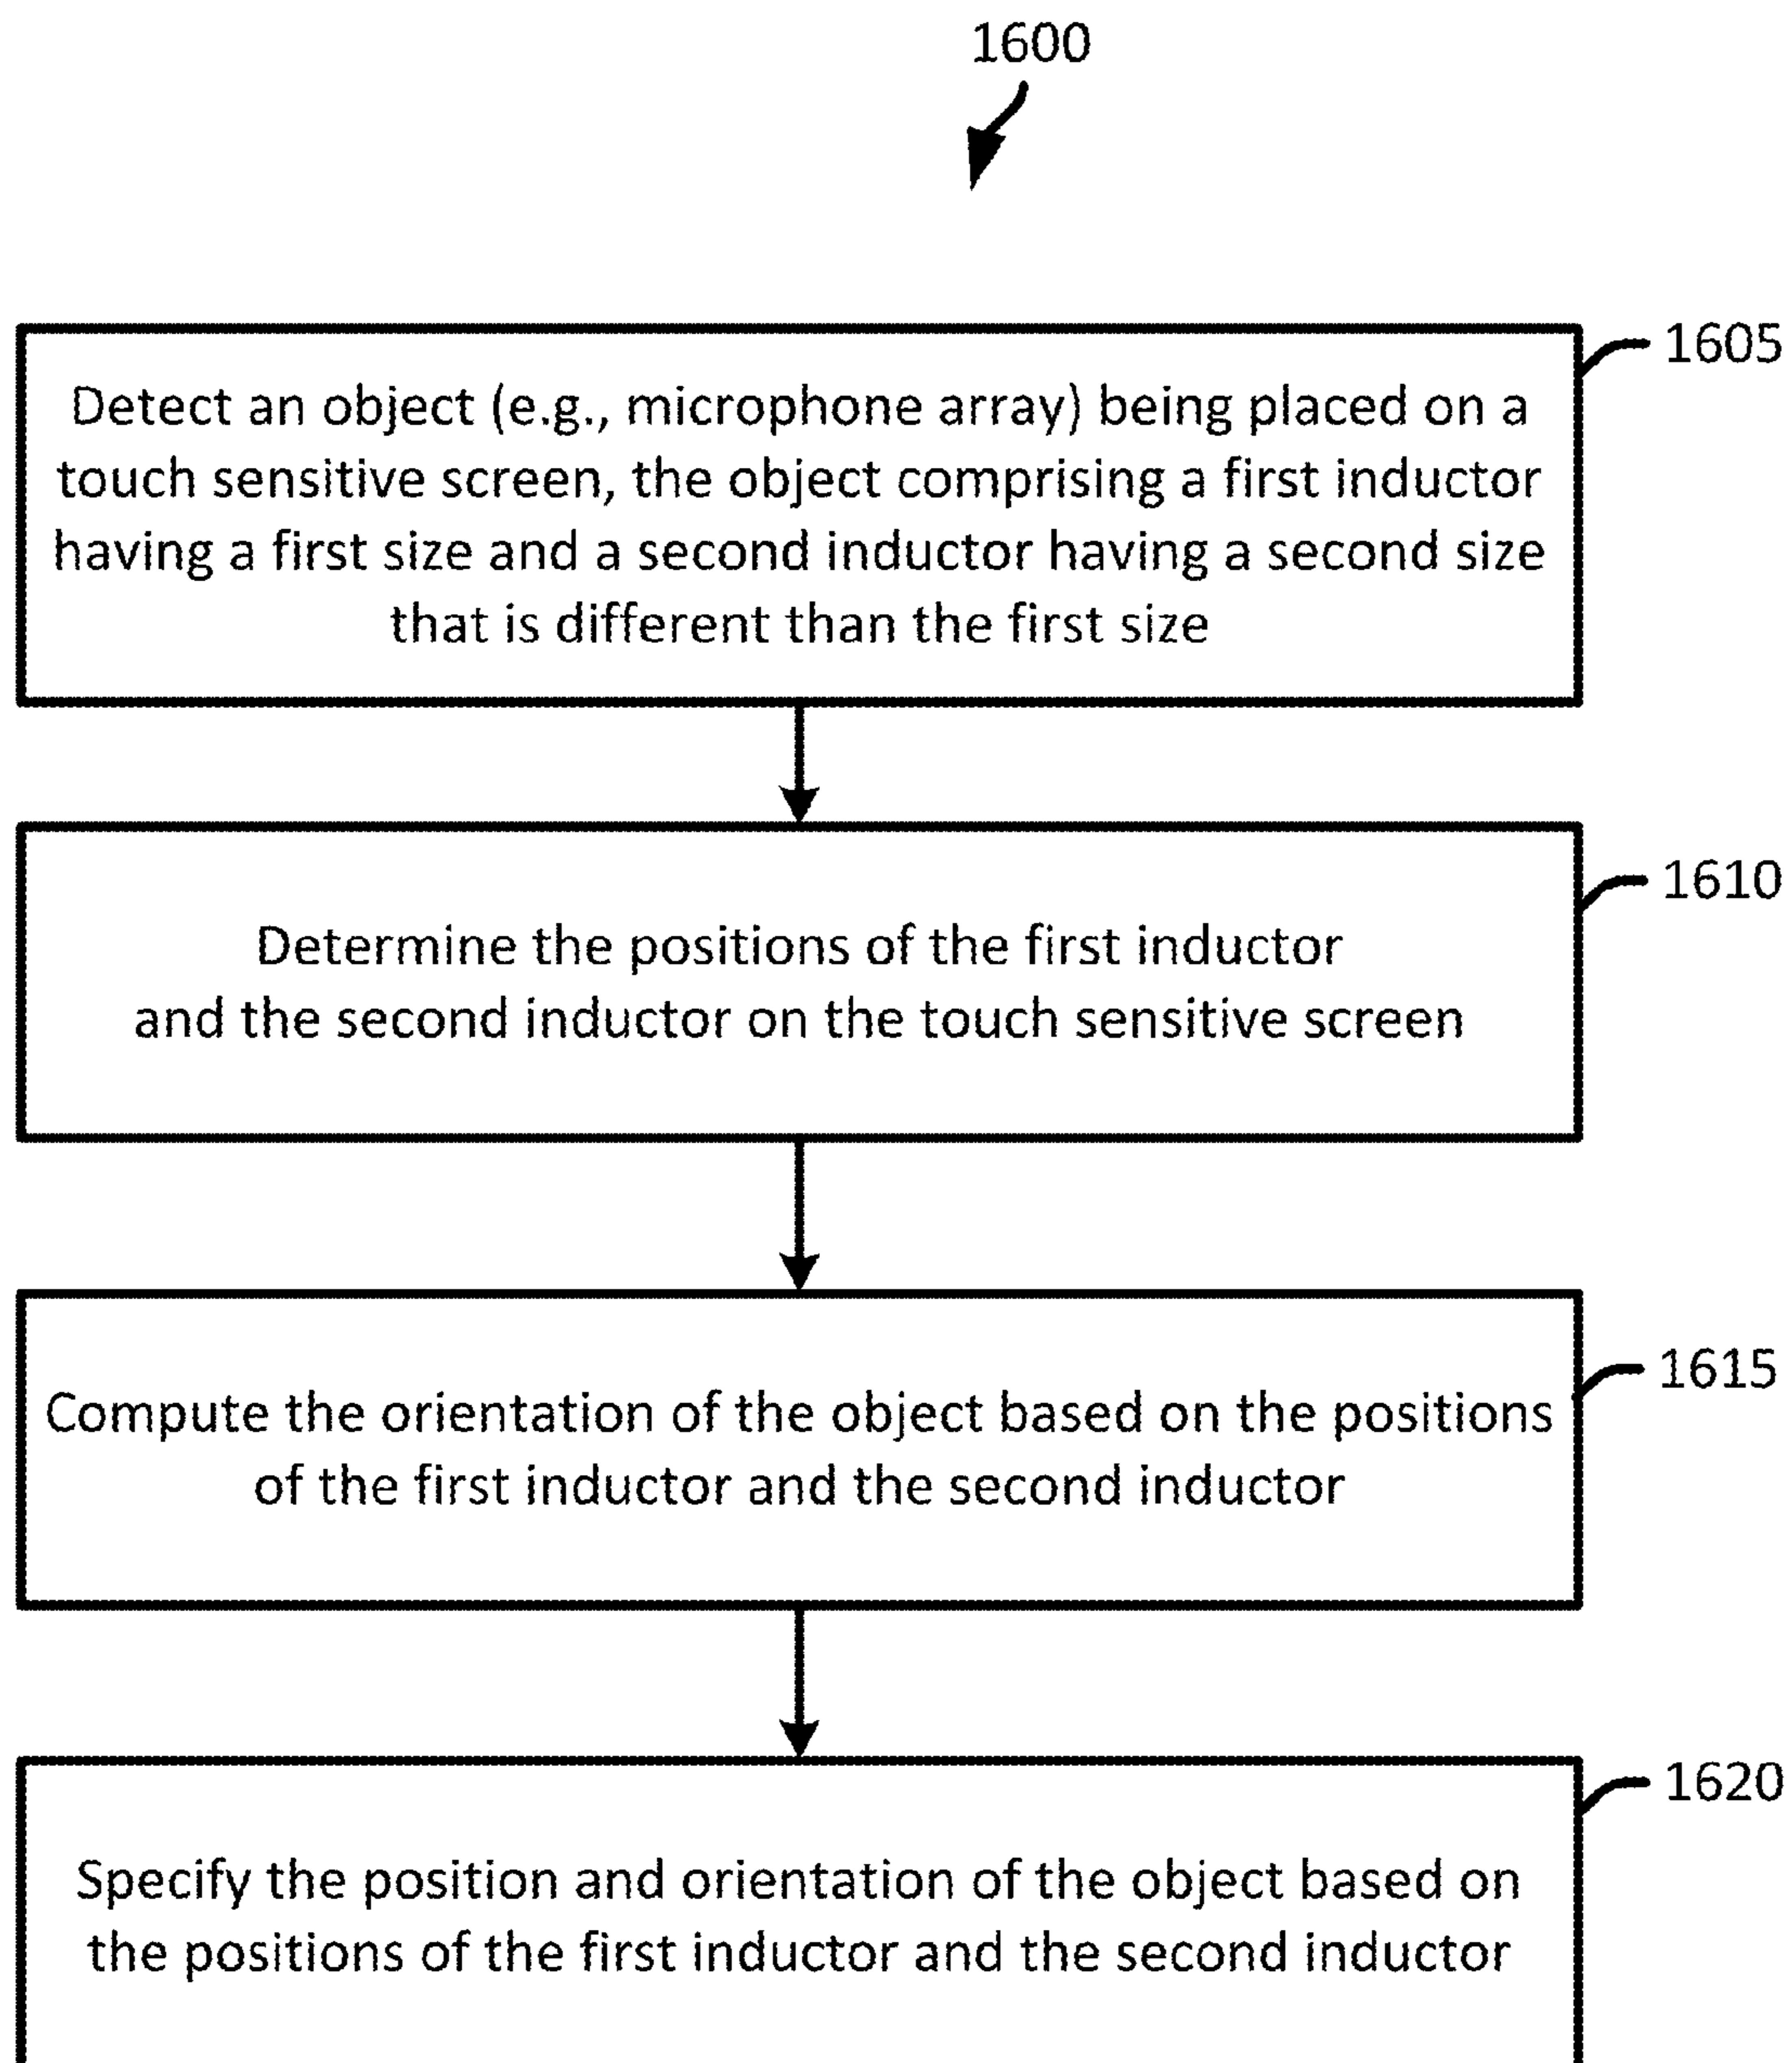 1600
1605
Detect an object (e.g., microphone array) being placed on a
touch sensitive screen, the object comprising a first inductor
having a first size and a second inductor having a second size
that is different than the first size
1610
Determine the positions of the first inductor
and the second inductor on the touch sensitive screen
1615
Compute the orientation of the object based on the positions
of the first inductor and the second inductor
1620
Specify the position and orientation of the object based on
the positions of the first inductor and the second inductor